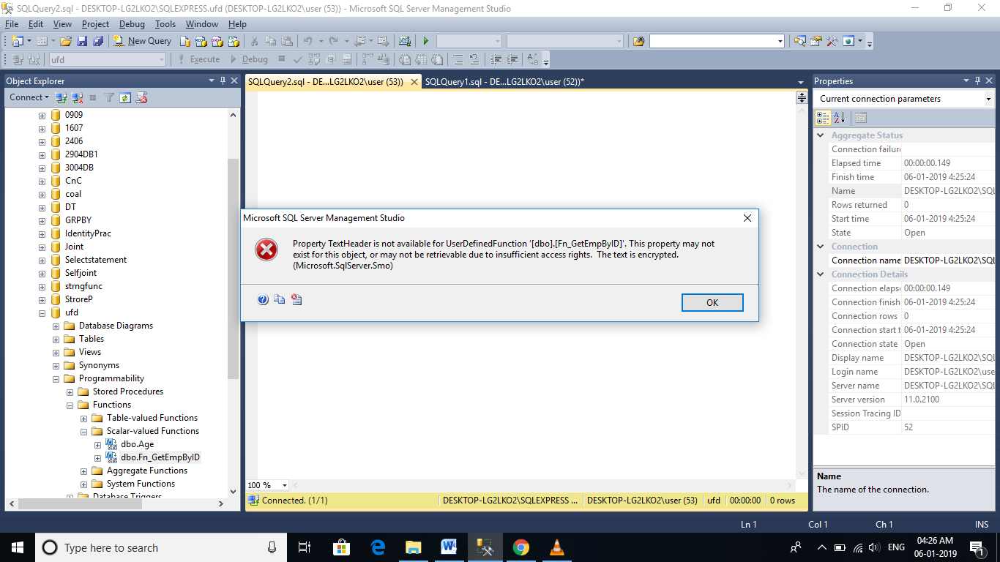 SQLQuery2.sql - DESKTOP-LG2LKO2\SQLEXPRESS.ufd (DESKTOP-LG2LKO2\user (53)) - Microsoft SQL Server Management Studio
File Edit View Project Debug Tools Window Help
New Query
ufd Execute Debug
Object Explorer
Connect
0909
1607
2406
2904DB1
3004DB
CnC
coal
DT
GRPBY
IdentityPrac
Joint
Selectstatement
Selfjoint
strngfunc
StroreP
ufd
Database Diagrams
Tables
Views
Synonyms
Programmability
Stored Procedures
Functions
Table-valued Functions
Scalar-valued Functions
dbo.Age
dbo.Fn_GetEmpByID
Aggregate Functions
System Functions
Database Triggers
SQLQuery2.sql - DE...LG2LKO2\user (53)) SQLQuery1.sql - DE...LG2LKO2\user (52))*
Microsoft SQL Server Management Studio
Property TextHeader is not available for UserDefinedFunction '[dbo].[Fn_GetEmpByID]'. This property may not
exist for this object, or may not be retrievable due to insufficient access rights. The text is encrypted.
(Microsoft.SqlServer.Smo)
OK
100 %
Connected. (1/1) DESKTOP-LG2LKO2\SQLEXPRESS ... DESKTOP-LG2LKO2\user (53) ufd 00:00:00 0 rows
Properties
Current connection parameters
Aggregate Status
Connection failure
Elapsed time 00:00:00.149
Finish time 06-01-2019 4:25:24
Name DESKTOP-LG2LKO2\SQL
Rows returned 0
Start time 06-01-2019 4:25:24
State Open
Connection
Connection name DESKTOP-LG2LKO2\SQL
Connection Details
Connection elaps 00:00:00.149
Connection finish 06-01-2019 4:25:24
Connection rows 0
Connection start t 06-01-2019 4:25:24
Connection state Open
Display name DESKTOP-LG2LKO2\SQL
Login name DESKTOP-LG2LKO2\use
Server name DESKTOP-LG2LKO2\SQL
Server version 11.0.2100
Session Tracing ID
SPID 52
Name
The name of the connection.
Ln 1 Col 1 Ch 1 INS
Type here to search
ENG 04:26 AM
06-01-2019
1